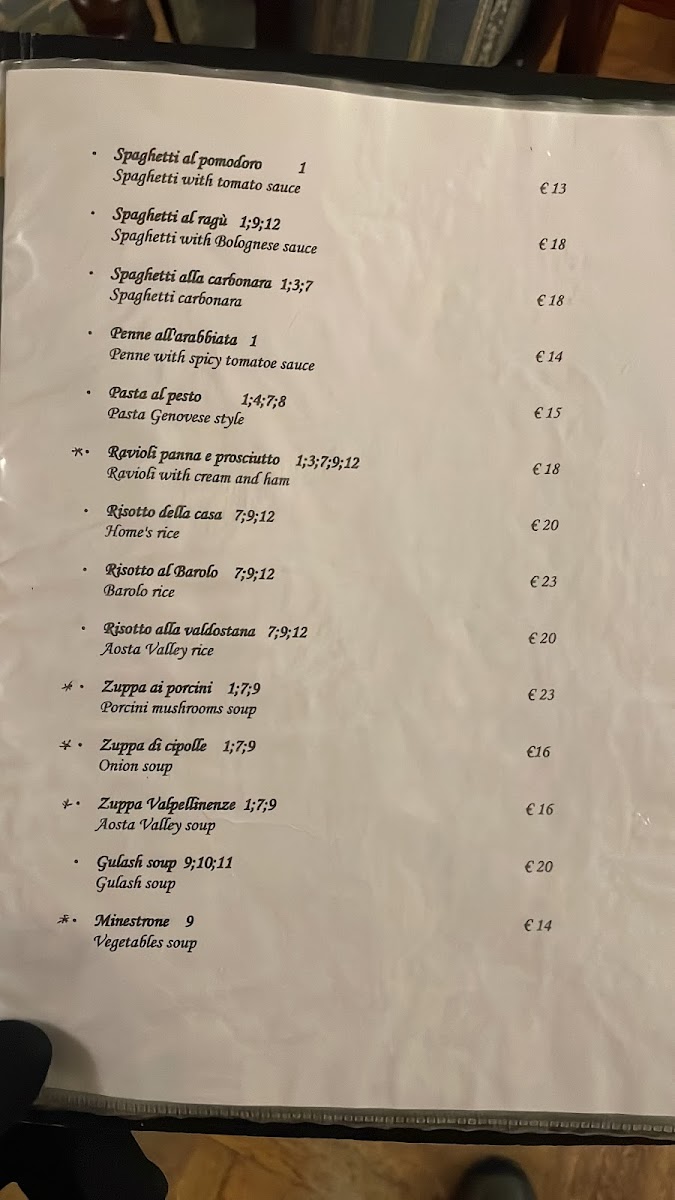 • Spaghetti al pomodoro 1
Spaghetti with tomato sauce € 13
• Spaghetti al ragù 1;9;12
Spaghetti with Bolognese sauce € 18
• Spaghetti alla carbonara 1;3;7
Spaghetti carbonara € 18
• Penne all'arabbiata 1
Penne with spicy tomatoe sauce € 14
• Pasta al pesto 1;4;7;8
Pasta Genovese style € 15
*• Ravioli panna e prosciutto 1;3;7;9;12
Ravioli with cream and ham € 18
• Risotto della casa 7;9;12
Home's rice € 20
• Risotto al Barolo 7;9;12
Barolo rice € 23
• Risotto alla valdostana 7;9;12
Aosta Valley rice € 20
* • Zuppa ai porcini 1;7;9
Porcini mushrooms soup € 23
* • Zuppa di cipolle 1;7;9
Onion soup €16
* • Zuppa Valpellinenze 1;7;9
Aosta Valley soup € 16
• Gulash soup 9;10;11
Gulash soup € 20
* • Minestrone 9
Vegetables soup € 14